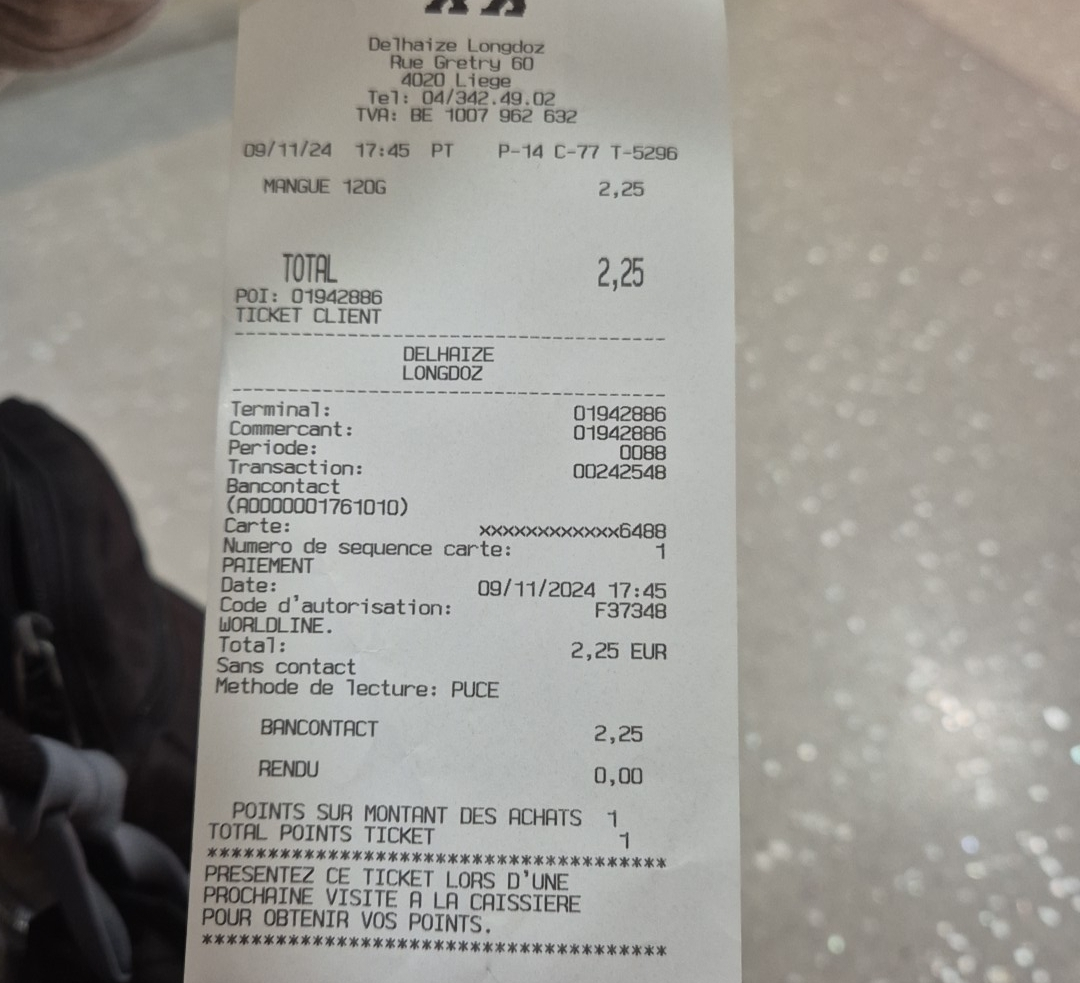 Delhaize Longdoz
Rue Gretry 60
4020 Liege
Tel: 04/342.49.02
TVA: BE 1007 962 632
09/11/24 17:45 PT P-14 C-77 T-5296
MANGUE 120G 2,25
TOTAL 2,25
POI: 01942886
TICKET CLIENT
------------------------------------
DELHAIZE
LONGDOZ
------------------------------------
Terminal: 01942886
Commercant: 01942886
Periode: 0088
Transaction: 00242548
Bancontact
(A0000001761010)
Carte: xxxxxxxxxxxxx6488
Numero de sequence carte: 1
PAIEMENT
Date: 09/11/2024 17:45
Code d'autorisation: F37348
WORLDLINE.
Total: 2,25 EUR
Sans contact
Methode de lecture: PUCE
BANCONTACT 2,25
RENDU 0,00
POINTS SUR MONTANT DES ACHATS 1
TOTAL POINTS TICKET 1
**************************************
PRESENTEZ CE TICKET LORS D'UNE
PROCHAINE VISITE A LA CAISSIERE
POUR OBTENIR VOS POINTS.
**************************************